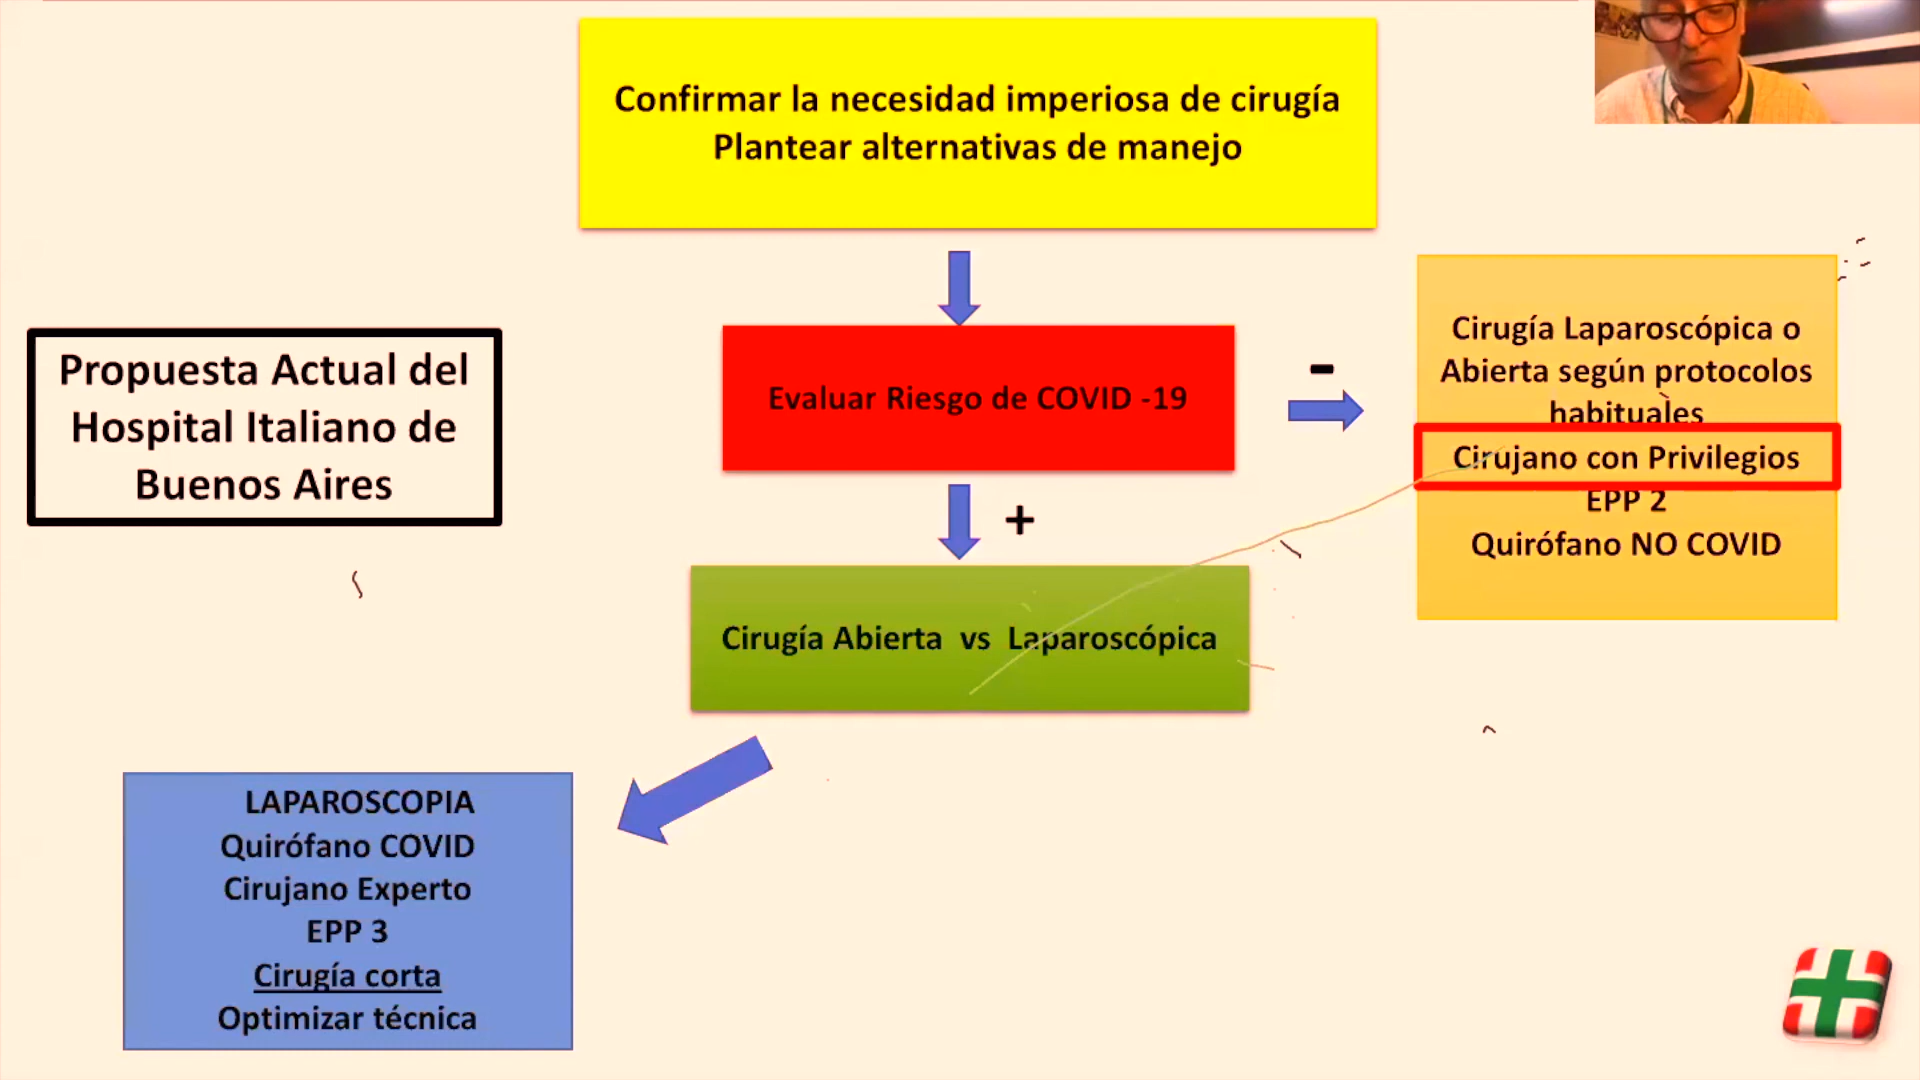 Confirmar la necesidad imperiosa de cirugía
Plantear alternativas de manejo
Propuesta Actual del
Hospital Italiano de
Buenos Aires
Evaluar Riesgo de COVID -19
-
Cirugía Laparoscópica o
Abierta según protocolos
habituales
Cirujano con Privilegios
EPP 2
Quirófano NO COVID
+
Cirugía Abierta vs Laparoscópica
LAPAROSCOPIA
Quirófano COVID
Cirujano Experto
EPP 3
Cirugía corta
Optimizar técnica